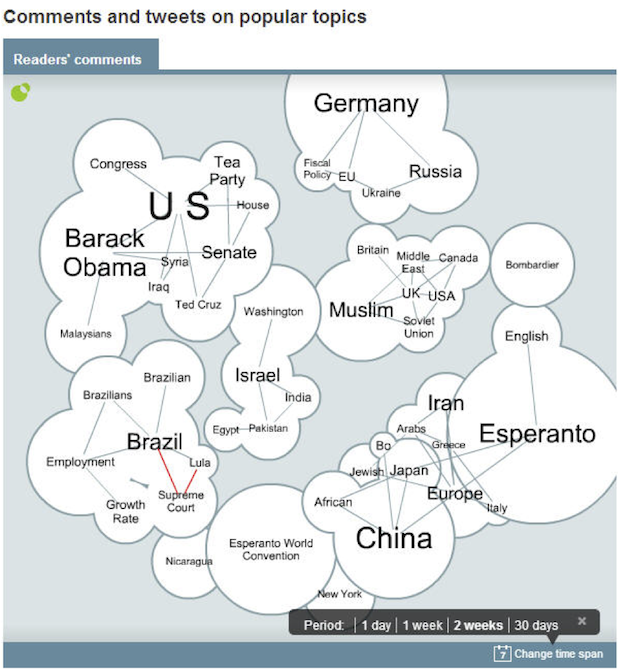 Comments and tweets on popular topics
Readers' comments
Germany
Fiscal
Policy
EU
Russia
Ukraine
Congress
Tea
Party
US
House
Barack
Obama
Senate
Syria
Iraq
Ted Cruz
Malaysians
Washington
Israel
India
Egypt
Pakistan
Britain
Middle
East
Canada
UK
USA
Muslim
Soviet
Union
Bombardier
English
Esperanto
Brazilian
Brazilians
Brazil
Employment
Lula
Growth
Rate
Supreme
Court
Nicaragua
Esperanto World
Convention
New York
Iran
Arabs
Greece
Bo
Jewish
Japan
Europe
Italy
African
China
Period: | 1 day | 1 week | 2 weeks | 30 days ×
7 Change time span